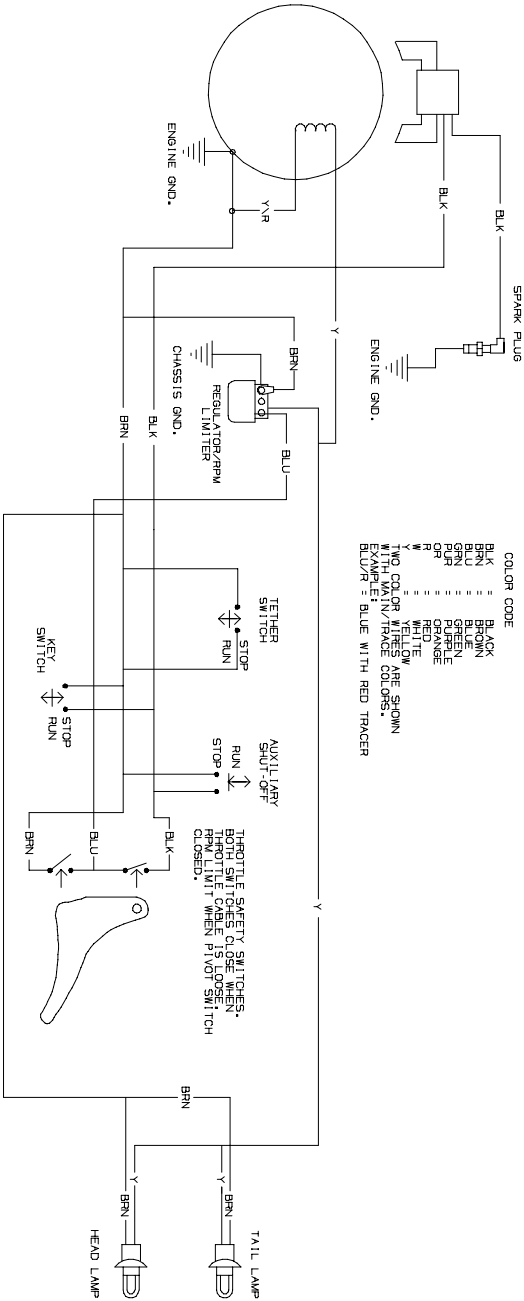 SPARK PLUG
BLK
BLK
ENGINE GND.
COLOR CODE
BLK = BLACK
BRN = BROWN
BLU = BLUE
GRN = GREEN
PUR = PURPLE
OR = ORANGE
R = RED
W = WHITE
Y = YELLOW
TWO COLOR WIRES ARE SHOWN
WITH MAIN/TRACE COLORS.
EXAMPLE:
BLU/R = BLUE WITH RED TRACER
Y
Y
Y\R
BRN
BLU
ENGINE GND.
CHASSIS GND.
REGULATOR/RPM
LIMITER
BLK
BRN
TETHER
SWITCH
STOP
RUN
AUXILIARY
SHUT-OFF
RUN
STOP
KEY
SWITCH
STOP
RUN
THROTTLE SAFETY SWITCHES.
BOTH SWITCHES CLOSE WHEN
THROTTLE CABLE IS LOOSE;
RPM LIMIT WHEN PIVOT SWITCH
CLOSED.
BLK
BLU
BRN
BRN
Y
BRN
TAIL LAMP
Y
BRN
HEAD LAMP